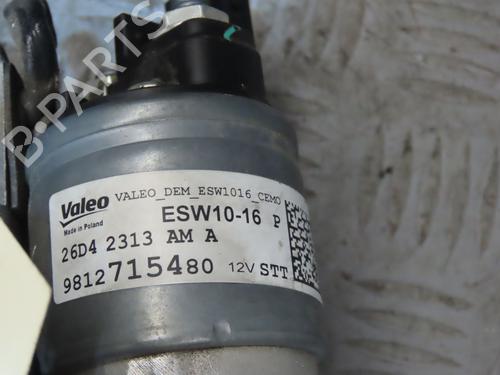 B-PARTS
Valeo VALEO_DEM_ESW1016_CEMO
Made in Poland ESW10-16 P
26D4 2313 AM A
9812715480 12V STT